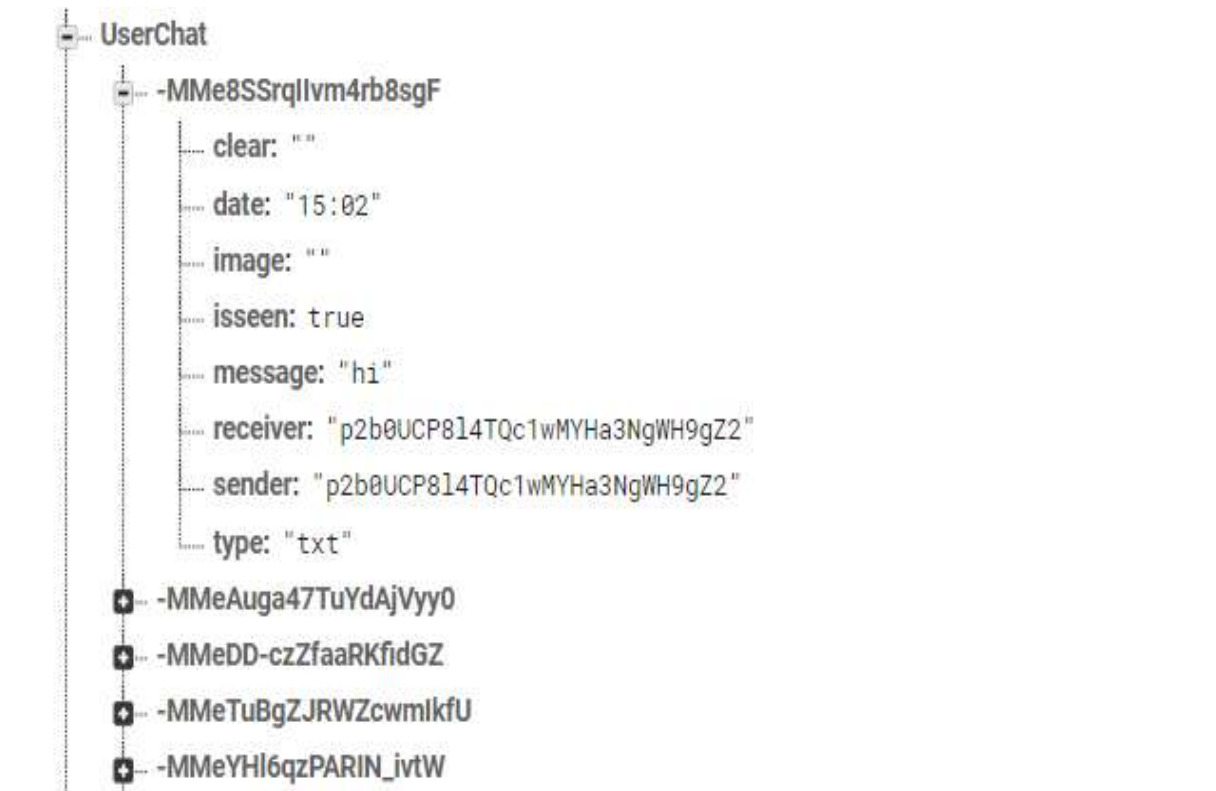 UserChat
-MMe8SSrqIIvm4rb8sgF
clear: ""
date: "15:02"
image: ""
isseen: true
message: "hi"
receiver: "p2b0UCP8l4TQc1wMYHa3NgWH9gZ2"
sender: "p2b0UCP8l4TQc1wMYHa3NgWH9gZ2"
type: "txt"
-MMeAuga47TuYdAjVyy0
-MMeDD-czZfaaRKfidGZ
-MMeTuBgZJRWZcwmIkfU
-MMeYHl6qzPARIN_ivtW